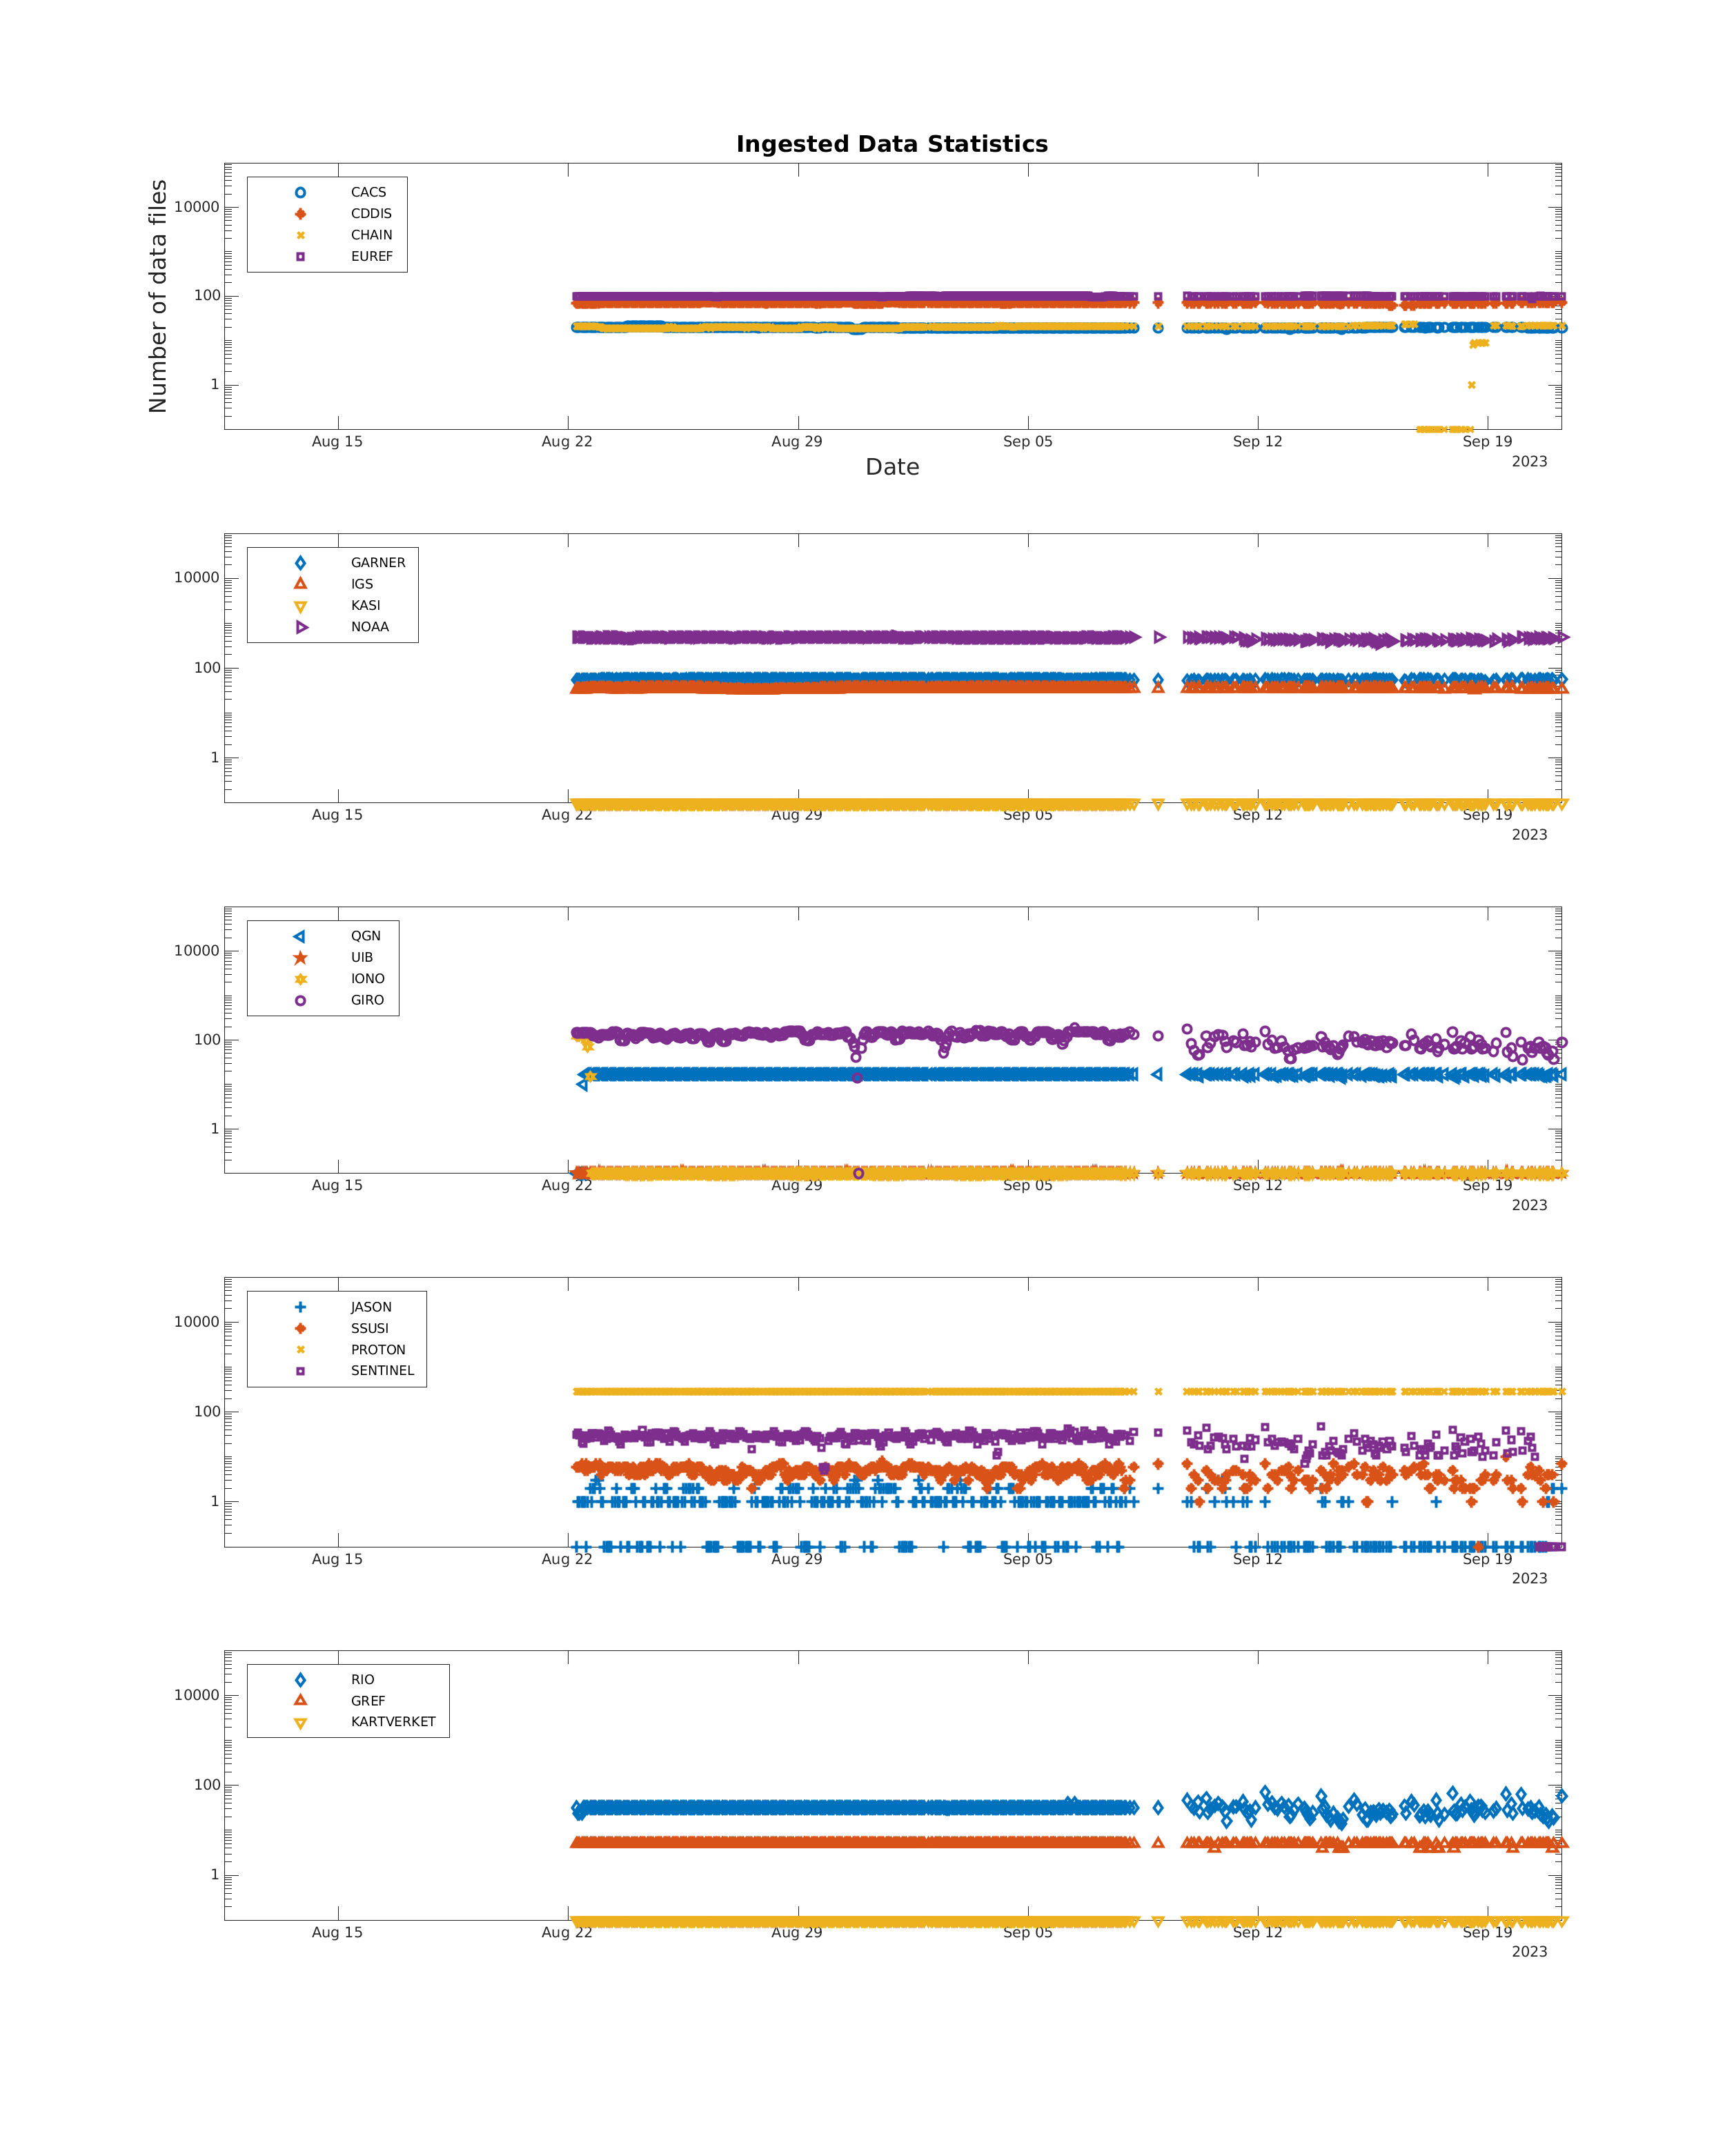 Ingested Data Statistics
Number of data files
10000
100
1
CACS
CDDIS
CHAIN
EUREF
Aug 15 Aug 22 Aug 29 Sep 05 Sep 12 Sep 19
2023
Date
10000
100
1
GARNER
IGS
KASI
NOAA
Aug 15 Aug 22 Aug 29 Sep 05 Sep 12 Sep 19
2023
10000
100
1
QGN
UIB
IONO
GIRO
Aug 15 Aug 22 Aug 29 Sep 05 Sep 12 Sep 19
2023
10000
100
1
JASON
SSUSI
PROTON
SENTINEL
Aug 15 Aug 22 Aug 29 Sep 05 Sep 12 Sep 19
2023
10000
100
1
RIO
GREF
KARTVERKET
Aug 15 Aug 22 Aug 29 Sep 05 Sep 12 Sep 19
2023